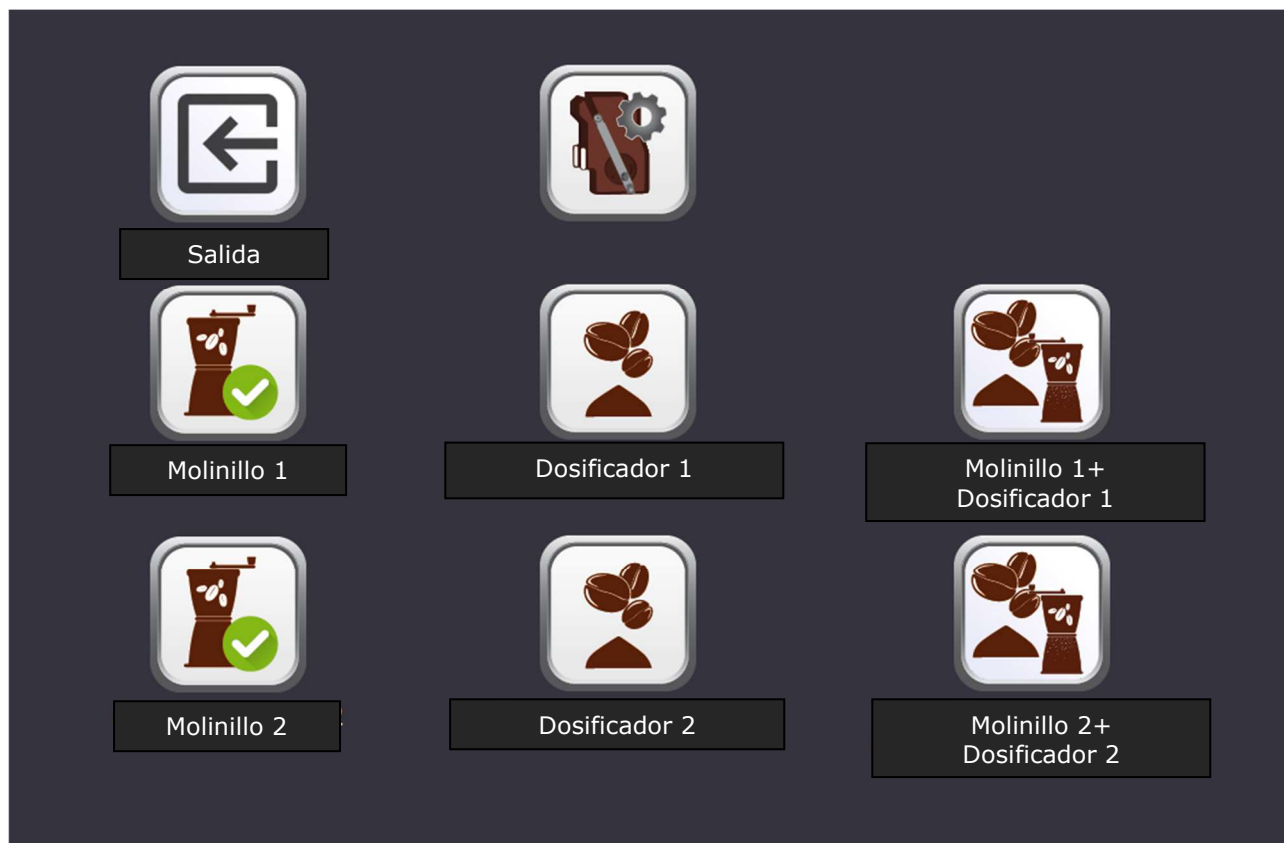 Salida
Molinillo 1
Dosificador 1
Molinillo 1+
Dosificador 1
Molinillo 2
Dosificador 2
Molinillo 2+
Dosificador 2